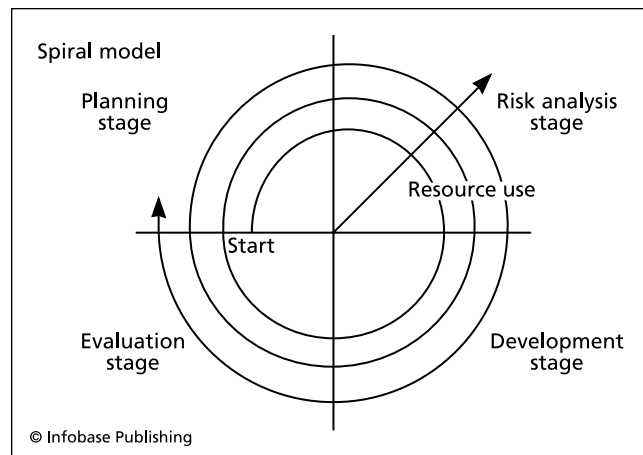 Spiral model
Planning
stage
Risk analysis
stage
Resource use
Start
Evaluation
stage
Development
stage
© Infobase Publishing